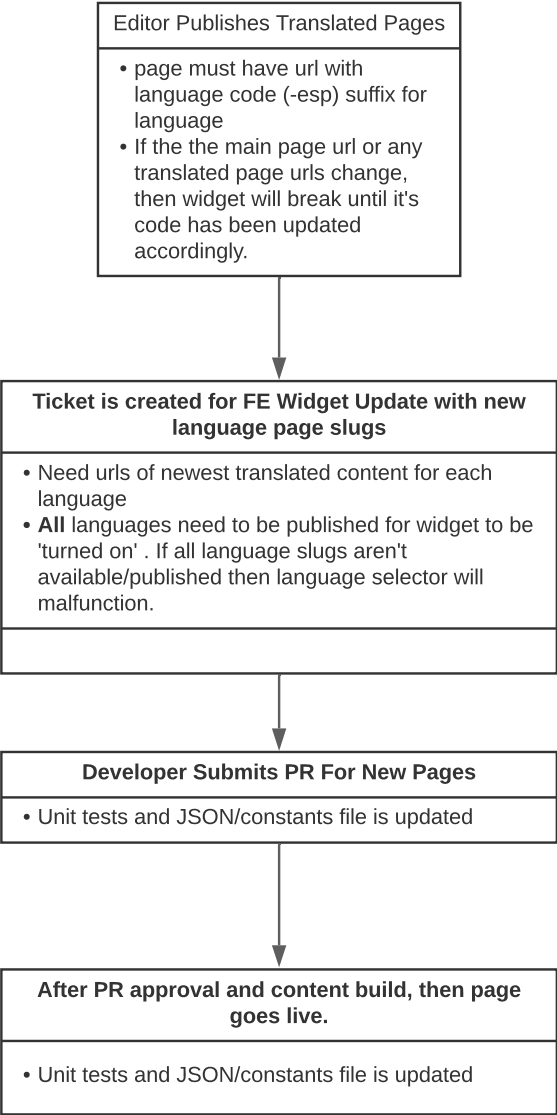 Editor Publishes Translated Pages
• page must have url with
language code (-esp) suffix for
language
• If the the main page url or any
translated page urls change,
then widget will break until it's
code has been updated
accordingly.
Ticket is created for FE Widget Update with new
language page slugs
• Need urls of newest translated content for each
language
• All languages need to be published for widget to be
'turned on' . If all language slugs aren't
available/published then language selector will
malfunction.
Developer Submits PR For New Pages
• Unit tests and JSON/constants file is updated
After PR approval and content build, then page
goes live.
• Unit tests and JSON/constants file is updated